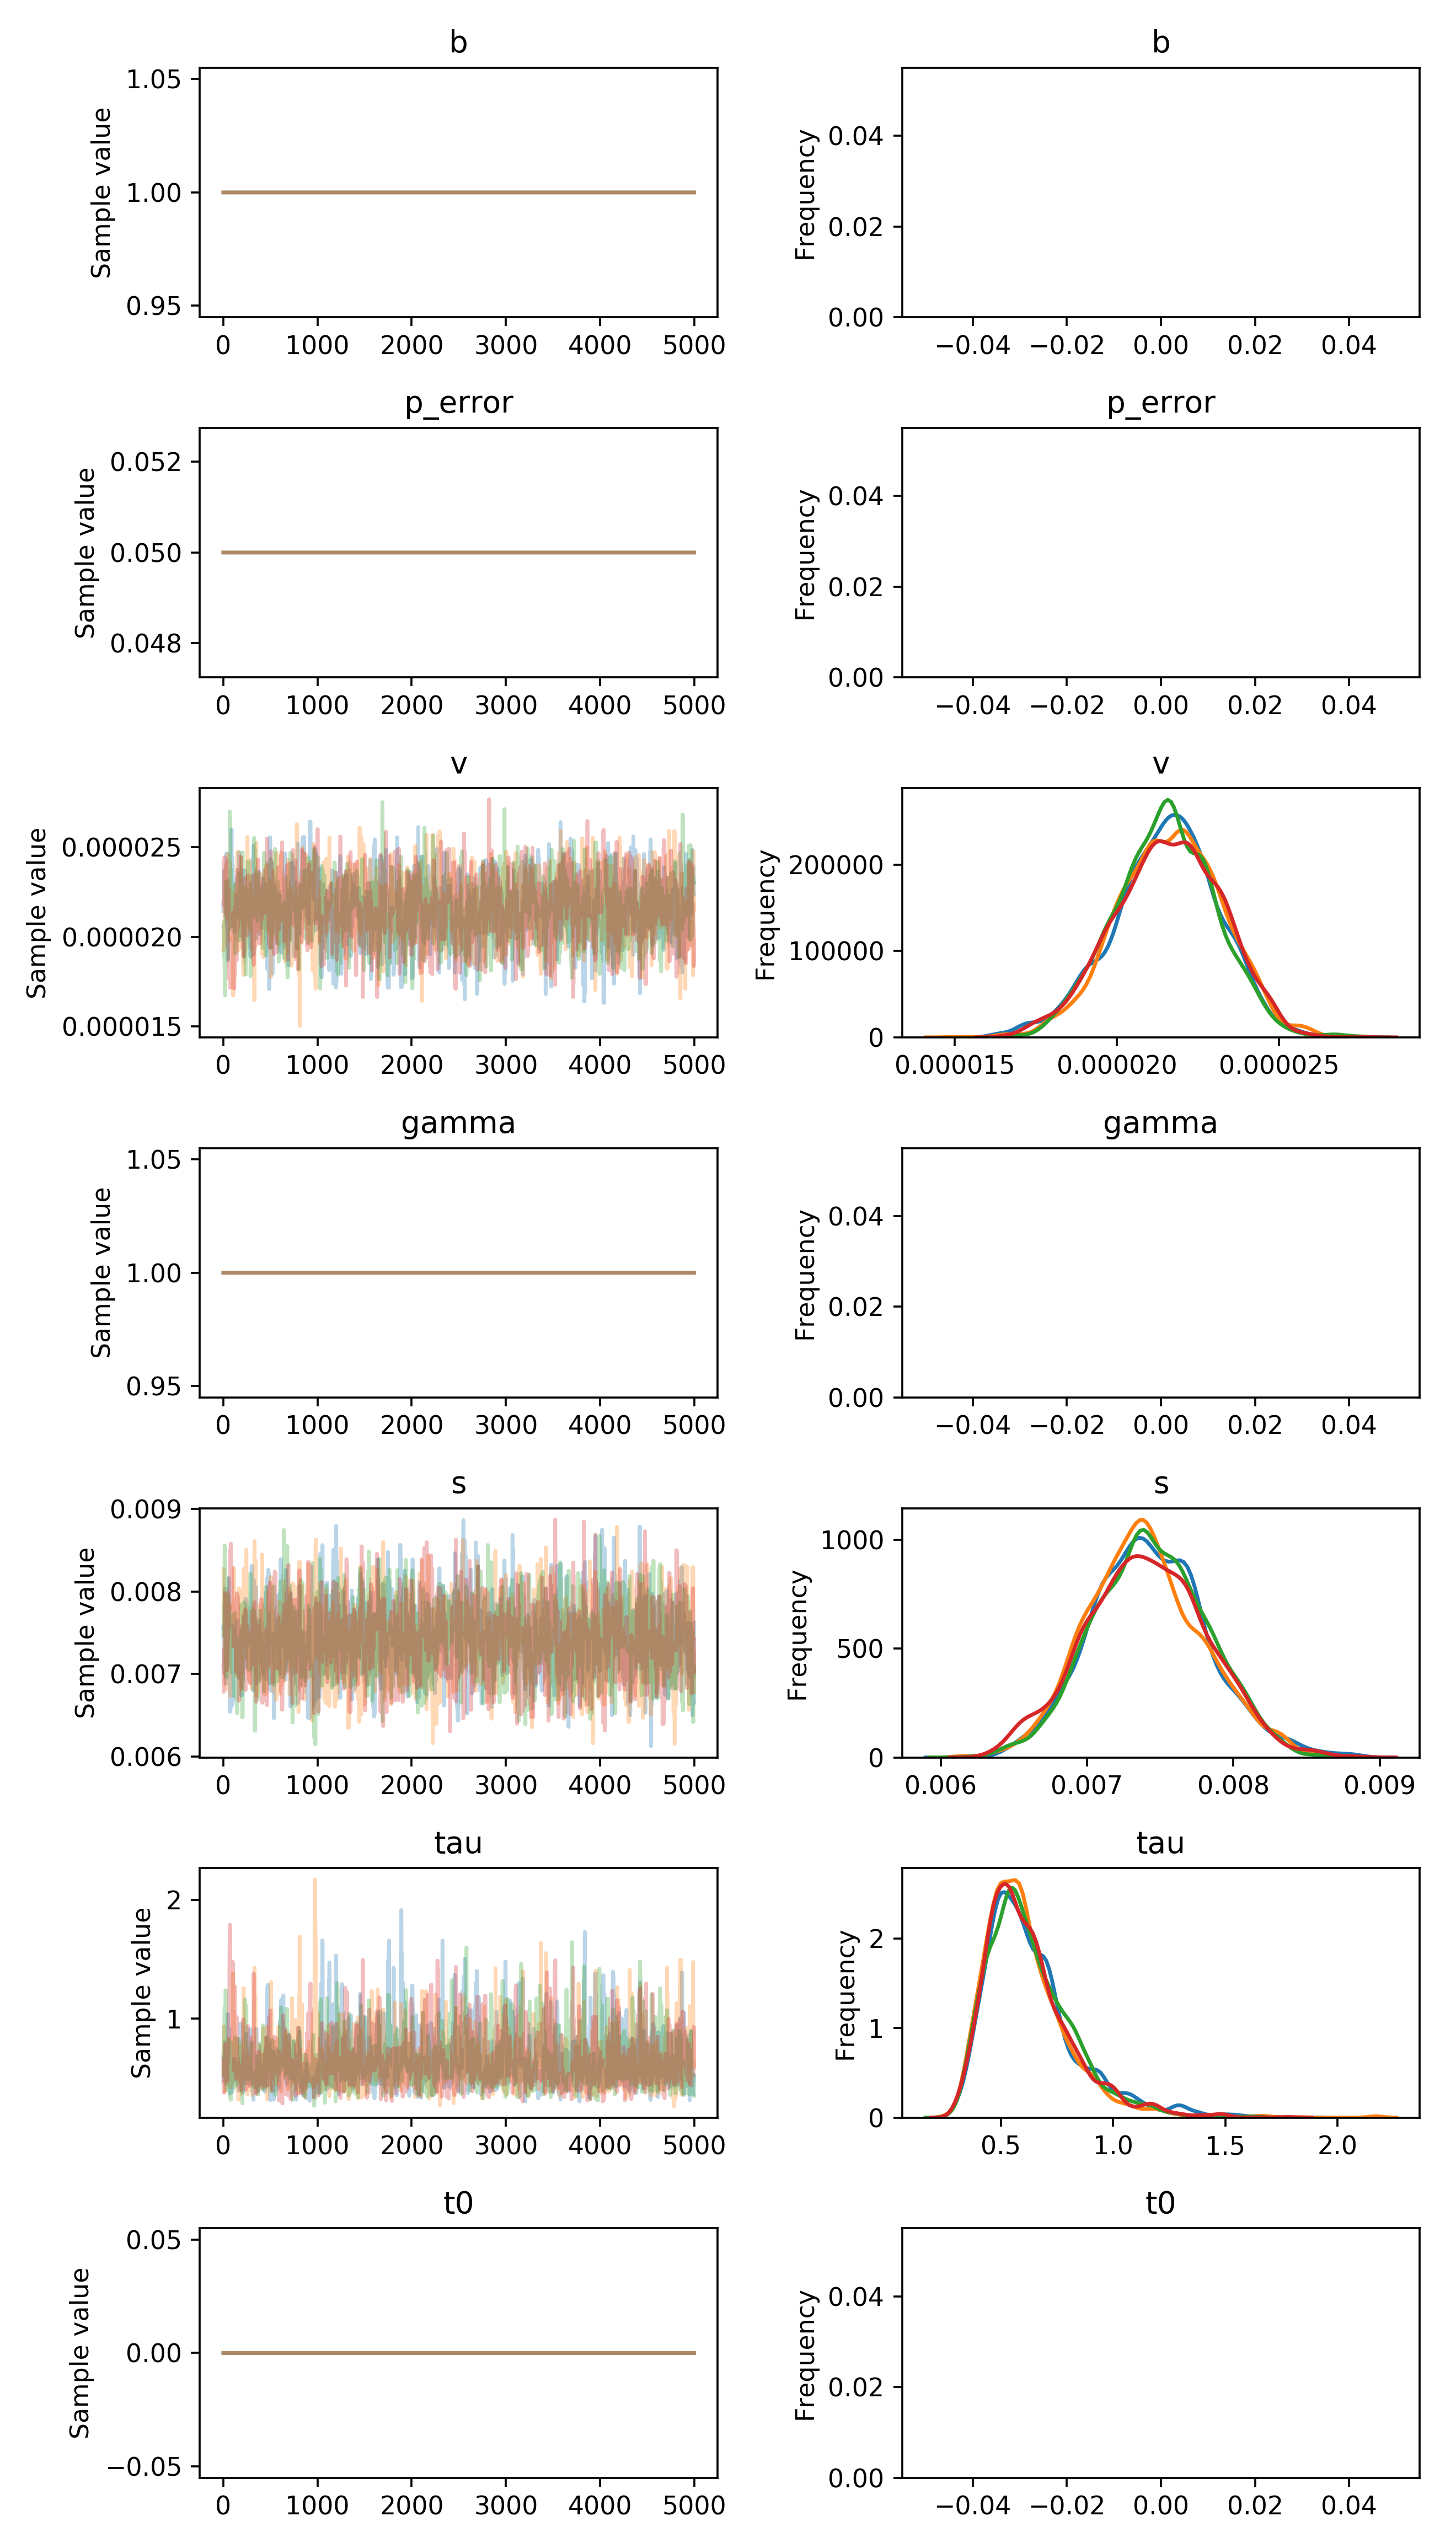 b
b
Sample value
1.05
1.00
0.95
0 1000 2000 3000 4000 5000
Frequency
0.04
0.02
0.00
−0.04 −0.02 0.00 0.02 0.04
p_error
p_error
Sample value
0.052
0.050
0.048
0 1000 2000 3000 4000 5000
Frequency
0.04
0.02
0.00
−0.04 −0.02 0.00 0.02 0.04
v
v
Sample value
0.000025
0.000020
0.000015
0 1000 2000 3000 4000 5000
Frequency
200000
100000
0
0.000015 0.000020 0.000025
gamma
gamma
Sample value
1.05
1.00
0.95
0 1000 2000 3000 4000 5000
Frequency
0.04
0.02
0.00
−0.04 −0.02 0.00 0.02 0.04
s
s
Sample value
0.009
0.008
0.007
0.006
0 1000 2000 3000 4000 5000
Frequency
1000
500
0
0.006 0.007 0.008 0.009
tau
tau
Sample value
2
1
0 1000 2000 3000 4000 5000
Frequency
2
1
0
0.5 1.0 1.5 2.0
t0
t0
Sample value
0.05
0.00
−0.05
0 1000 2000 3000 4000 5000
Frequency
0.04
0.02
0.00
−0.04 −0.02 0.00 0.02 0.04